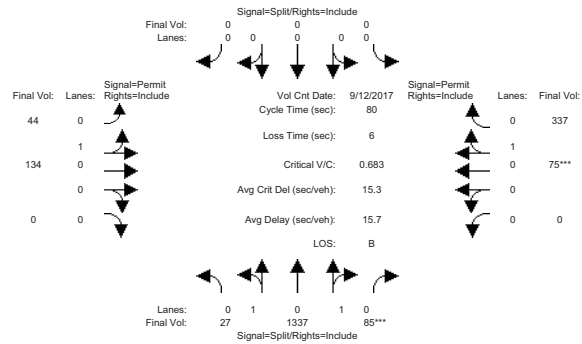 Signal=Split/Rights=Include
Final Vol: 0 0 0
Lanes: 0 0 0 0 0
Signal=Permit Signal=Permit
Final Vol: Lanes: Rights=Include Vol Cnt Date: 9/12/2017 Rights=Include Lanes: Final Vol:
Cycle Time (sec): 80
44 0 0 337
Loss Time (sec): 6
1 1
134 0 Critical V/C: 0.683 0 75***
0 Avg Crit Del (sec/veh): 15.3 0
0 0 Avg Delay (sec/veh): 15.7 0 0
LOS: B
Lanes: 0 1 0 1 0
Final Vol: 27 1337 85***
Signal=Split/Rights=Include